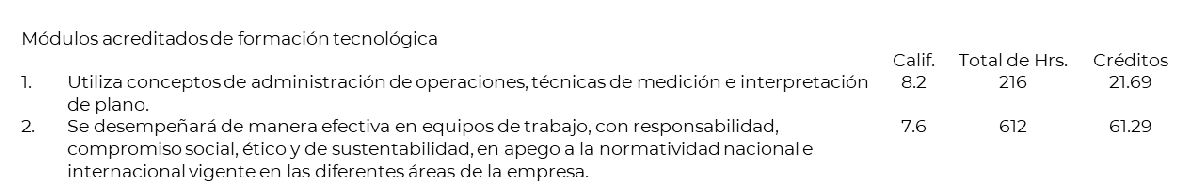 Módulos acreditados de formación tecnológica
Calif. Total de Hrs. Créditos
1. Utiliza conceptos de administración de operaciones, técnicas de medición e interpretación 8.2 216 21.69
de plano.
2. Se desempeñará de manera efectiva en equipos de trabajo, con responsabilidad, 7.6 612 61.29
compromiso social, ético y de sustentabilidad, en apego a la normatividad nacional e
internacional vigente en las diferentes áreas de la empresa.